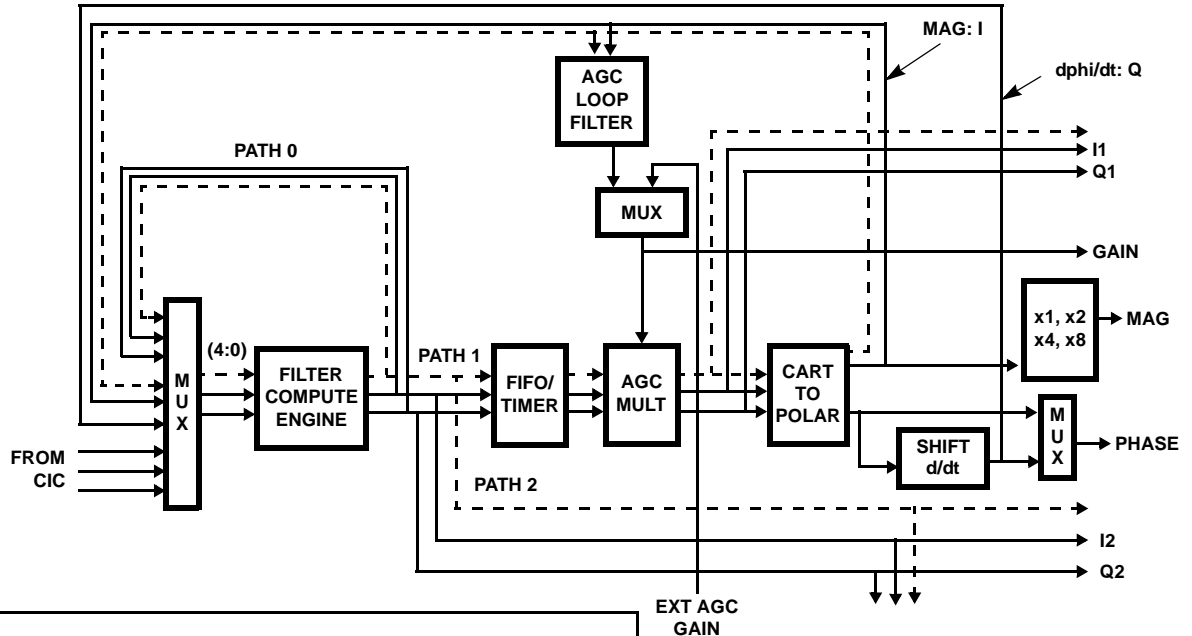 MAG: I
dphi/dt: Q
AGC
LOOP
FILTER
PATH 0
I1
Q1
MUX
GAIN
x1, x2
x4, x8
MAG
(4:0)
M
U
X
FILTER
COMPUTE
ENGINE
PATH 1
FIFO/
TIMER
AGC
MULT
CART
TO
POLAR
M
U
X
PHASE
SHIFT
d/dt
FROM
CIC
PATH 2
I2
Q2
EXT AGC
GAIN